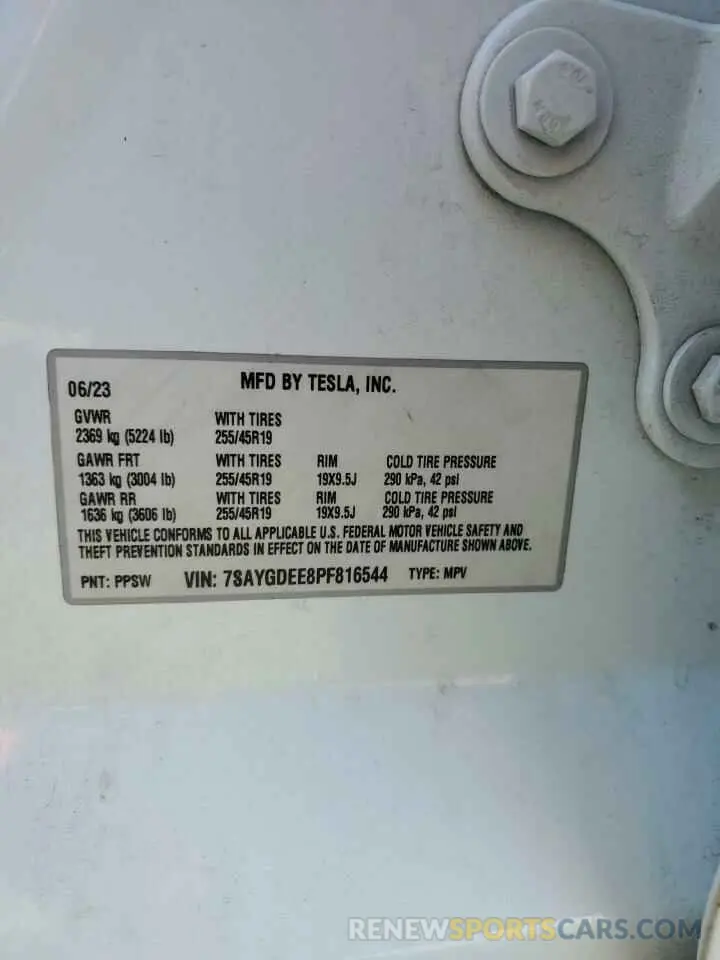 06/23 MFD BY TESLA, INC.
GVWR WITH TIRES
2369 kg (5224 lb) 255/45R19
GAWR FRT WITH TIRES RIM COLD TIRE PRESSURE
1363 kg (3004 lb) 255/45R19 19X9.5J 290 kPa, 42 psi
GAWR RR WITH TIRES RIM COLD TIRE PRESSURE
1636 kg (3606 lb) 255/45R19 19X9.5J 290 kPa, 42 psi
THIS VEHICLE CONFORMS TO ALL APPLICABLE U.S. FEDERAL MOTOR VEHICLE SAFETY AND
THEFT PREVENTION STANDARDS IN EFFECT ON THE DATE OF MANUFACTURE SHOWN ABOVE.
PNT: PPSW VIN: 7SAYGDEE8PF816544 TYPE: MPV
RENEWSPORTSCARS.COM